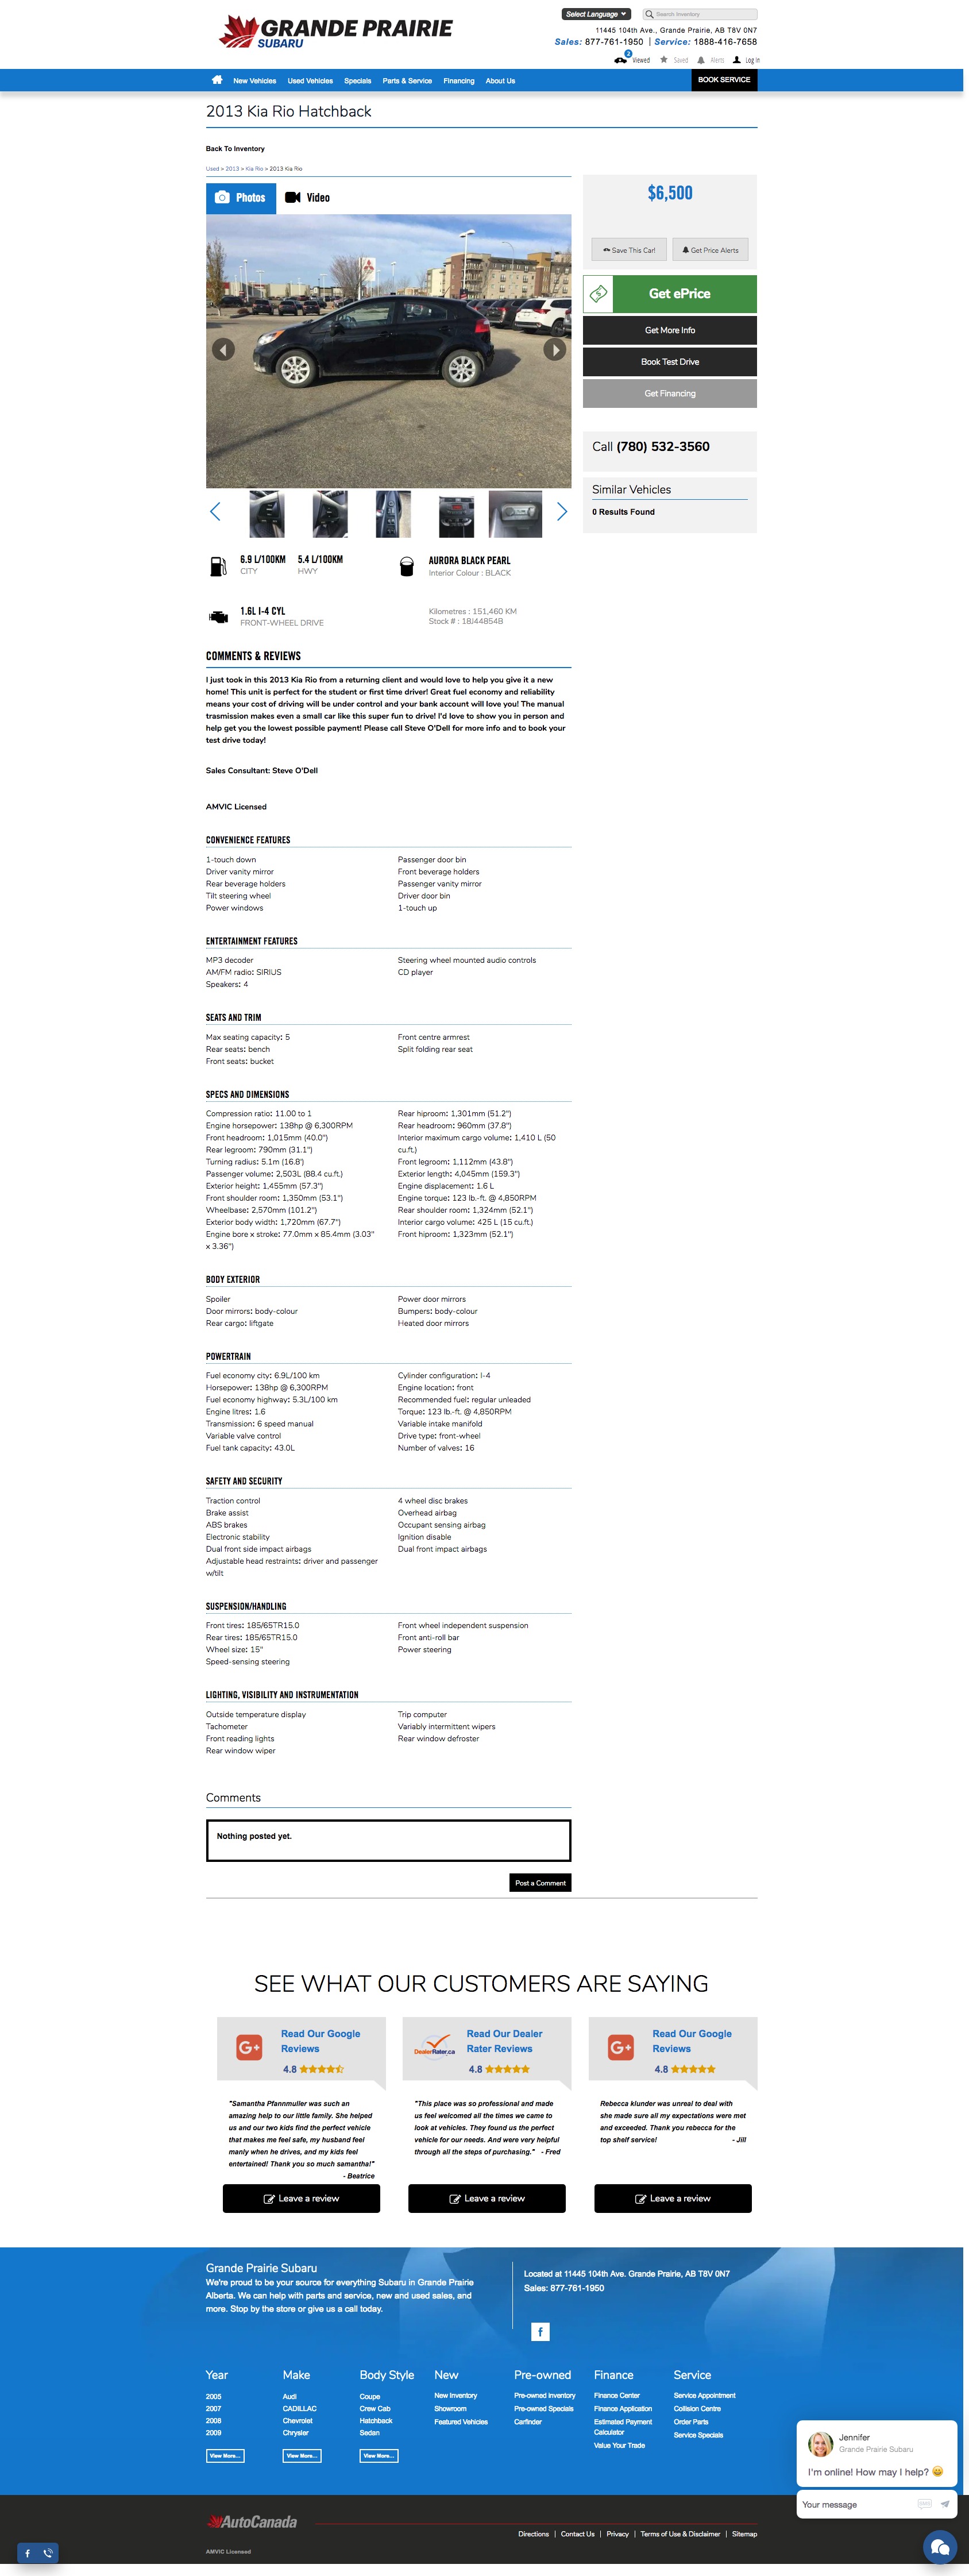 GRANDE PRAIRIE
SUBARU
Select Language
Search Inventory
11445 104th Ave., Grande Prairie, AB T8V 0N7
Sales: 877-761-1950 | Service: 1888-416-7658
2
Viewed Saved Alerts Log In
New Vehicles Used Vehicles Specials Parts & Service Financing About Us BOOK SERVICE
2013 Kia Rio Hatchback
Back To Inventory
Used > 2013 > Kia Rio > 2013 Kia Rio
Photos Video
$6,500
Save This Car! Get Price Alerts
Get ePrice
Get More Info
Book Test Drive
Get Financing
Call (780) 532-3560
Similar Vehicles
0 Results Found
6.9 L/100KM 5.4 L/100KM
CITY HWY
AURORA BLACK PEARL
Interior Colour : BLACK
1.6L I-4 CYL
FRONT-WHEEL DRIVE
Kilometres : 151,460 KM
Stock # : 18J44854B
COMMENTS & REVIEWS
I just took in this 2013 Kia Rio from a returning client and would love to help you give it a new
home! This unit is perfect for the student or first time driver! Great fuel economy and reliability
means your cost of driving will be under control and your bank account will love you! The manual
trasmission makes even a small car like this super fun to drive! I'd love to show you in person and
help get you the lowest possible payment! Please call Steve O'Dell for more info and to book your
test drive today!
Sales Consultant: Steve O'Dell
AMVIC Licensed
CONVENIENCE FEATURES
1-touch down Passenger door bin
Driver vanity mirror Front beverage holders
Rear beverage holders Passenger vanity mirror
Tilt steering wheel Driver door bin
Power windows 1-touch up
ENTERTAINMENT FEATURES
MP3 decoder Steering wheel mounted audio controls
AM/FM radio: SIRIUS CD player
Speakers: 4
SEATS AND TRIM
Max seating capacity: 5 Front centre armrest
Rear seats: bench Split folding rear seat
Front seats: bucket
SPECS AND DIMENSIONS
Compression ratio: 11.00 to 1
Engine horsepower: 138hp @ 6,300RPM
Front headroom: 1,015mm (40.0")
Rear legroom: 790mm (31.1")
Turning radius: 5.1m (16.8')
Passenger volume: 2,503L (88.4 cu.ft.)
Exterior height: 1,455mm (57.3")
Front shoulder room: 1,350mm (53.1")
Wheelbase: 2,570mm (101.2")
Exterior body width: 1,720mm (67.7")
Engine bore x stroke: 77.0mm x 85.4mm (3.03"
x 3.36")
Rear hiproom: 1,301mm (51.2")
Rear headroom: 960mm (37.8")
Interior maximum cargo volume: 1,410 L (50
cu.ft.)
Front legroom: 1,112mm (43.8")
Exterior length: 4,045mm (159.3")
Engine displacement: 1.6 L
Engine torque: 123 lb.-ft. @ 4,850RPM
Rear shoulder room: 1,324mm (52.1")
Interior cargo volume: 425 L (15 cu.ft.)
Front hiproom: 1,323mm (52.1")
BODY EXTERIOR
Spoiler Power door mirrors
Door mirrors: body-colour Bumpers: body-colour
Rear cargo: liftgate Heated door mirrors
POWERTRAIN
Fuel economy city: 6.9L/100 km Cylinder configuration: I-4
Horsepower: 138hp @ 6,300RPM Engine location: front
Fuel economy highway: 5.3L/100 km Recommended fuel: regular unleaded
Engine litres: 1.6 Torque: 123 lb.-ft. @ 4,850RPM
Transmission: 6 speed manual Variable intake manifold
Variable valve control Drive type: front-wheel
Fuel tank capacity: 43.0L Number of valves: 16
SAFETY AND SECURITY
Traction control 4 wheel disc brakes
Brake assist Overhead airbag
ABS brakes Occupant sensing airbag
Electronic stability Ignition disable
Dual front side impact airbags Dual front impact airbags
Adjustable head restraints: driver and passenger
w/tilt
SUSPENSION/HANDLING
Front tires: 185/65TR15.0 Front wheel independent suspension
Rear tires: 185/65TR15.0 Front anti-roll bar
Wheel size: 15" Power steering
Speed-sensing steering
LIGHTING, VISIBILITY AND INSTRUMENTATION
Outside temperature display Trip computer
Tachometer Variably intermittent wipers
Front reading lights Rear window defroster
Rear window wiper
Comments
Nothing posted yet.
Post a Comment
SEE WHAT OUR CUSTOMERS ARE SAYING
G+
Read Our Google
Reviews
4.8
"Samantha Pfannmuller was such an
amazing help to our little family. She helped
us and our two kids find the perfect vehicle
that makes me feel safe, my husband feel
manly when he drives, and my kids feel
entertained! Thank you so much samantha!"
- Beatrice
Leave a review
DealerRater.ca
Read Our Dealer
Rater Reviews
4.8
"This place was so professional and made
us feel welcomed all the times we came to
look at vehicles. They found us the perfect
vehicle for our needs. And were very helpful
through all the steps of purchasing." - Fred
Leave a review
G+
Read Our Google
Reviews
4.8
Rebecca klunder was unreal to deal with
she made sure all my expectations were met
and exceeded. Thank you rebecca for the
top shelf service! - Jill
Leave a review
Grande Prairie Subaru
We're proud to be your source for everything Subaru in Grande Prairie
Alberta. We can help with parts and service, new and used sales, and
more. Stop by the store or give us a call today.
Located at 11445 104th Ave. Grande Prairie, AB T8V 0N7
Sales: 877-761-1950
f
Year
2005
2007
2008
2009
View More...
Make
Audi
CADILLAC
Chevrolet
Chrysler
View More...
Body Style
Coupe
Crew Cab
Hatchback
Sedan
View More...
New
New Inventory
Showroom
Featured Vehicles
Pre-owned
Pre-owned Inventory
Pre-owned Specials
Carfinder
Finance
Finance Center
Finance Application
Estimated Payment
Calculator
Value Your Trade
Service
Service Appointment
Collision Centre
Order Parts
Service Specials
Jennifer
Grande Prairie Subaru
I'm online! How may I help? 😀
Your message
AutoCanada
Directions | Contact Us | Privacy | Terms of Use & Disclaimer | Sitemap
AMVIC Licensed
f